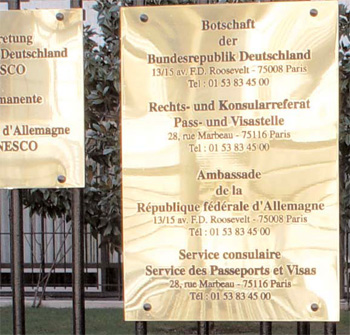 retung
Deutschland
SCO
manente
d'Allemagne
NESCO
Botschaft
der
Bundesrepublik Deutschland
13/15 av. F.D. Roosevelt - 75008 Paris
Tel : 01 53 83 45 00
Rechts- und Konsularreferat
Pass- und Visastelle
28, rue Marbeau - 75116 Paris
Tel : 01 53 83 45 00
Ambassade
de la
République fédérale d'Allemagne
13/15 av. F.D. Roosevelt - 75008 Paris
Tél : 01 53 83 45 00
Service consulaire
Service des Passeports et Visas
28, rue Marbeau - 75116 Paris
Tél : 01 53 83 45 00